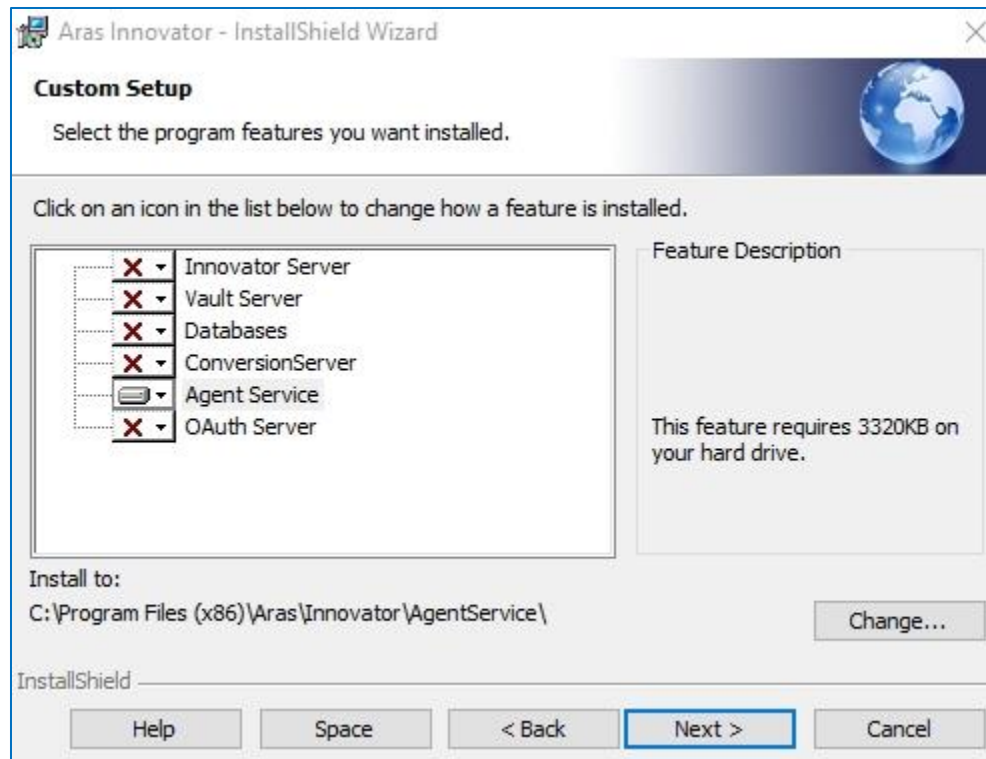 Aras Innovator - InstallShield Wizard
Custom Setup
Select the program features you want installed.
Click on an icon in the list below to change how a feature is installed.
Innovator Server
Vault Server
Databases
ConversionServer
Agent Service
OAuth Server
Feature Description
This feature requires 3320KB on
your hard drive.
Install to:
C:\Program Files (x86)\Aras\Innovator\AgentService\
Change...
InstallShield
Help
Space
< Back
Next >
Cancel